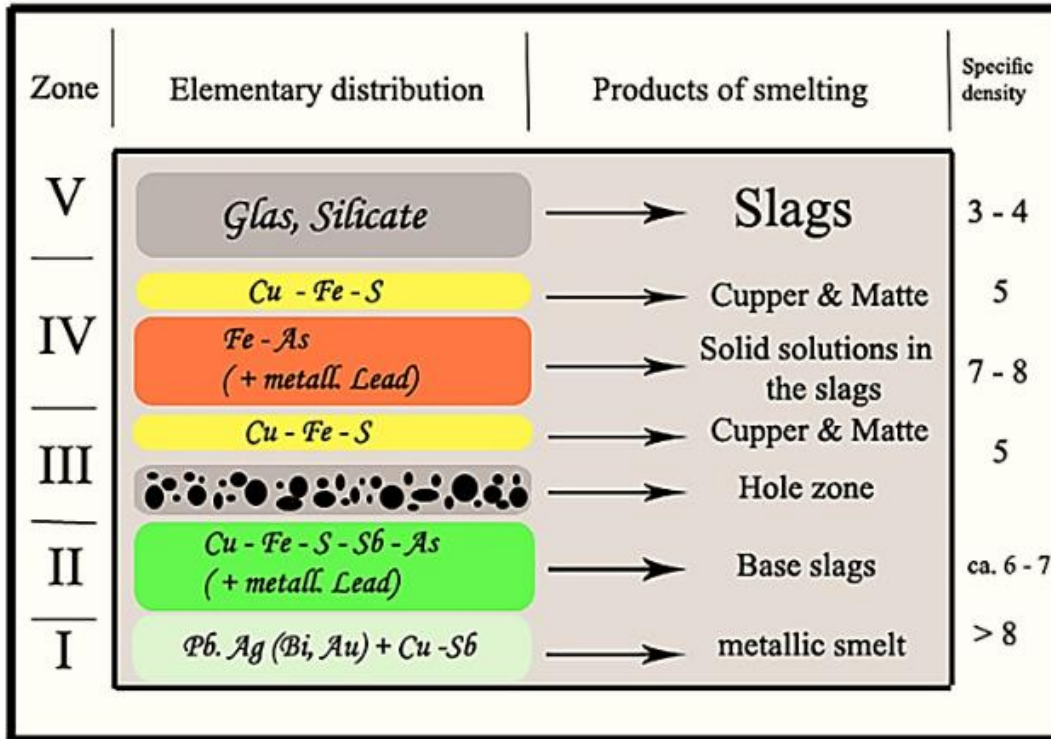 Zone
Elementary distribution
Products of smelting
Specific
density
V
Glas, Silicate
Slags
3 - 4
IV
Cu - Fe - S
Cupper & Matte
5
Fe - As
( + metall. Lead)
Solid solutions in
the slags
7 - 8
III
Cu - Fe - S
Cupper & Matte
5
Hole zone
II
Cu - Fe - S - Sb - As
( + metall. Lead)
Base slags
ca. 6 - 7
I
Pb. Ag (Bi, Au) + Cu -Sb
metallic smelt
> 8